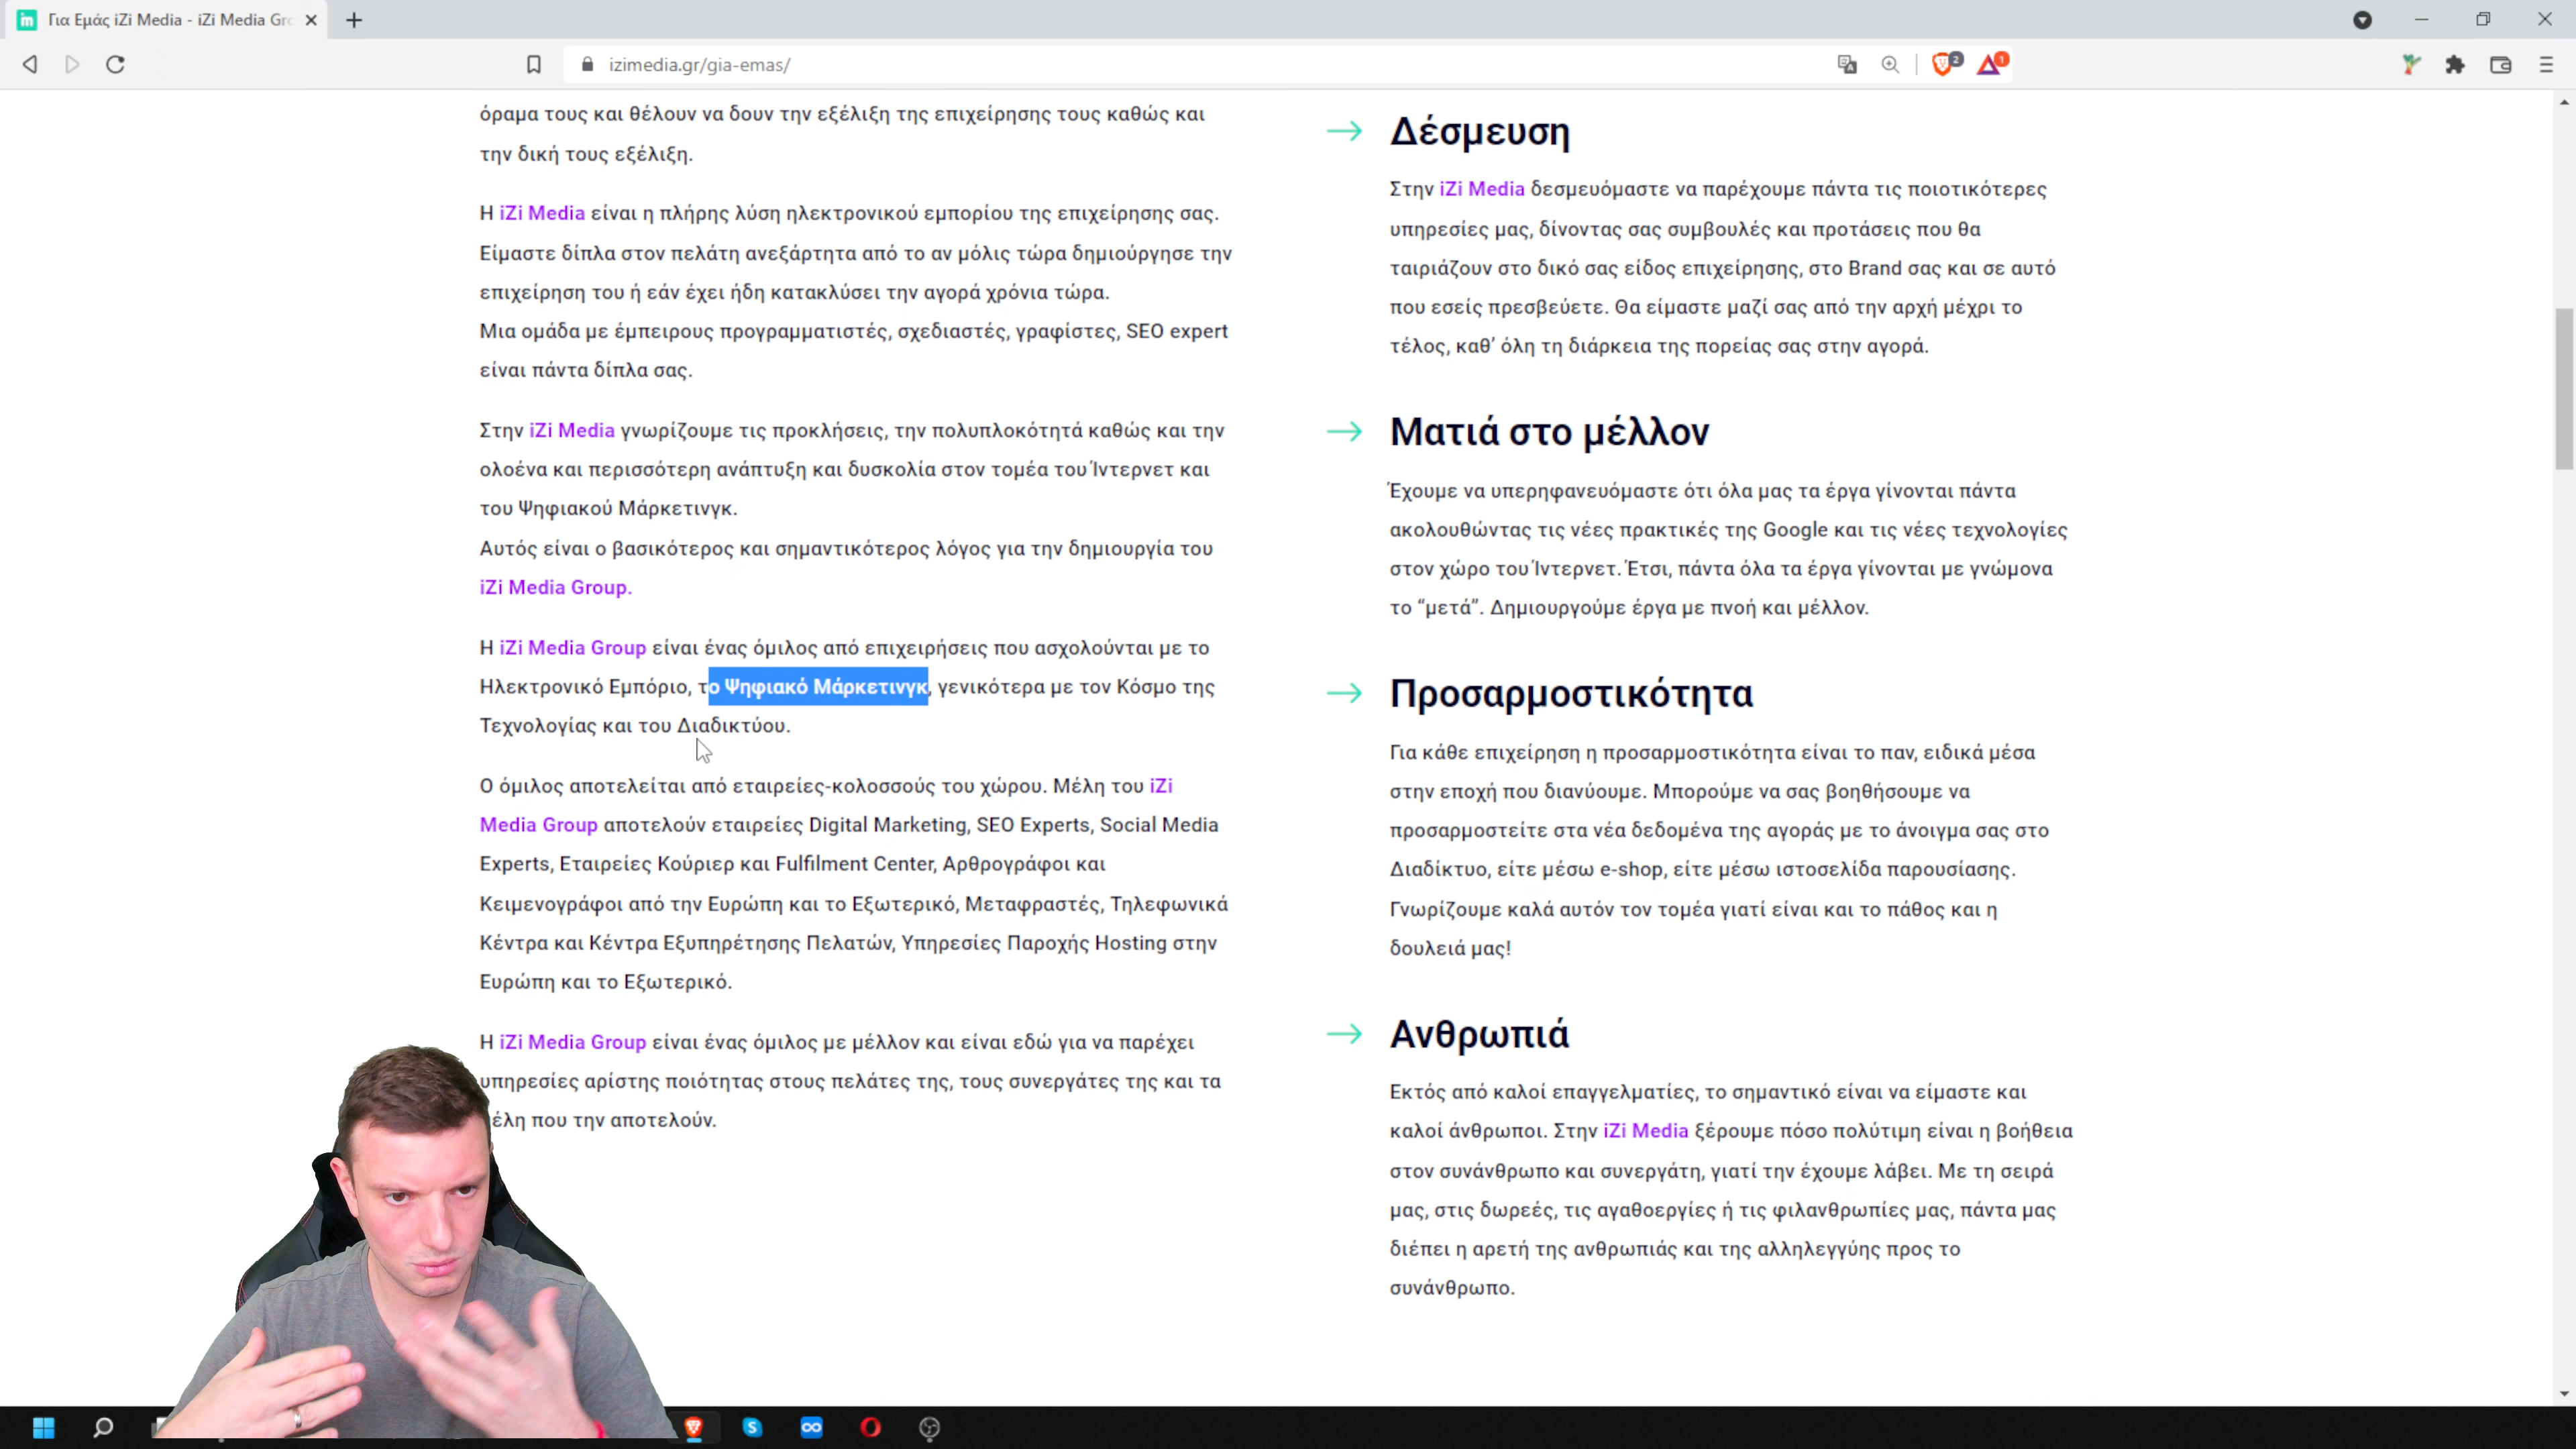 Για Εμάς iZi Media - iZi Media Gr
izimedia.gr/gia-emas/
2
1
όραμα τους και θέλουν να δουν την εξέλιξη της επιχείρησης τους καθώς και
την δική τους εξέλιξη.
Η iZi Media είναι η πλήρης λύση ηλεκτρονικού εμπορίου της επιχείρησης σας.
Είμαστε δίπλα στον πελάτη ανεξάρτητα από το αν μόλις τώρα δημιούργησε την
επιχείρηση του ή εάν έχει ήδη κατακλύσει την αγορά χρόνια τώρα.
Μια ομάδα με έμπειρους προγραμματιστές, σχεδιαστές, γραφίστες, SEO expert
είναι πάντα δίπλα σας.
Στην iZi Media γνωρίζουμε τις προκλήσεις, την πολυπλοκότητά καθώς και την
ολοένα και περισσότερη ανάπτυξη και δυσκολία στον τομέα του Ίντερνετ και
του Ψηφιακού Μάρκετινγκ.
Αυτός είναι ο βασικότερος και σημαντικότερος λόγος για την δημιουργία του
iZi Media Group.
Η iZi Media Group είναι ένας όμιλος από επιχειρήσεις που ασχολούνται με το
Ηλεκτρονικό Εμπόριο, το Ψηφιακό Μάρκετινγκ, γενικότερα με τον Κόσμο της
Τεχνολογίας και του Διαδικτύου.
Ο όμιλος αποτελείται από εταιρείες-κολοσσούς του χώρου. Μέλη του iZi
Media Group αποτελούν εταιρείες Digital Marketing, SEO Experts, Social Media
Experts, Εταιρείες Κούριερ και Fulfilment Center, Αρθρογράφοι και
Κειμενογράφοι από την Ευρώπη και το Εξωτερικό, Μεταφραστές, Τηλεφωνικά
Κέντρα και Κέντρα Εξυπηρέτησης Πελατών, Υπηρεσίες Παροχής Hosting στην
Ευρώπη και το Εξωτερικό.
Η iZi Media Group είναι ένας όμιλος με μέλλον και είναι εδώ για να παρέχει
υπηρεσίες αρίστης ποιότητας στους πελάτες της, τους συνεργάτες της και τα
έλη που την αποτελούν.
Δέσμευση
Στην iZi Media δεσμευόμαστε να παρέχουμε πάντα τις ποιοτικότερες
υπηρεσίες μας, δίνοντας σας συμβουλές και προτάσεις που θα
ταιριάζουν στο δικό σας είδος επιχείρησης, στο Brand σας και σε αυτό
που εσείς πρεσβεύετε. Θα είμαστε μαζί σας από την αρχή μέχρι το
τέλος, καθ’ όλη τη διάρκεια της πορείας σας στην αγορά.
Ματιά στο μέλλον
Έχουμε να υπερηφανευόμαστε ότι όλα μας τα έργα γίνονται πάντα
ακολουθώντας τις νέες πρακτικές της Google και τις νέες τεχνολογίες
στον χώρο του Ίντερνετ. Έτσι, πάντα όλα τα έργα γίνονται με γνώμονα
το “μετά”. Δημιουργούμε έργα με πνοή και μέλλον.
Προσαρμοστικότητα
Για κάθε επιχείρηση η προσαρμοστικότητα είναι το παν, ειδικά μέσα
στην εποχή που διανύουμε. Μπορούμε να σας βοηθήσουμε να
προσαρμοστείτε στα νέα δεδομένα της αγοράς με το άνοιγμα σας στο
Διαδίκτυο, είτε μέσω e-shop, είτε μέσω ιστοσελίδα παρουσίασης.
Γνωρίζουμε καλά αυτόν τον τομέα γιατί είναι και το πάθος και η
δουλειά μας!
Ανθρωπιά
Εκτός από καλοί επαγγελματίες, το σημαντικό είναι να είμαστε και
καλοί άνθρωποι. Στην iZi Media ξέρουμε πόσο πολύτιμη είναι η βοήθεια
στον συνάνθρωπο και συνεργάτη, γιατί την έχουμε λάβει. Με τη σειρά
μας, στις δωρεές, τις αγαθοεργίες ή τις φιλανθρωπίες μας, πάντα μας
διέπει η αρετή της ανθρωπιάς και της αλληλεγγύης προς το
συνάνθρωπο.